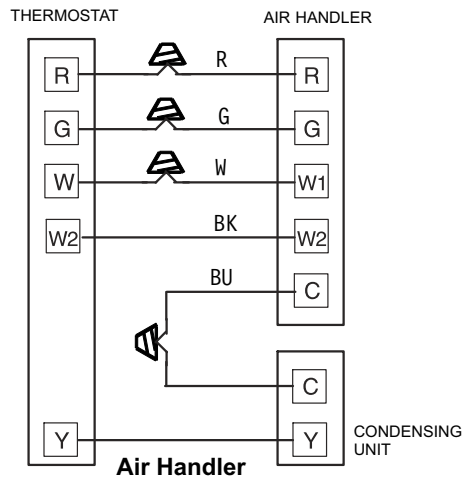 THERMOSTAT
AIR HANDLER
R R R
G G G
W W W1
W2 BK W2
BU C
C
Y Y
CONDENSING
UNIT
Air Handler